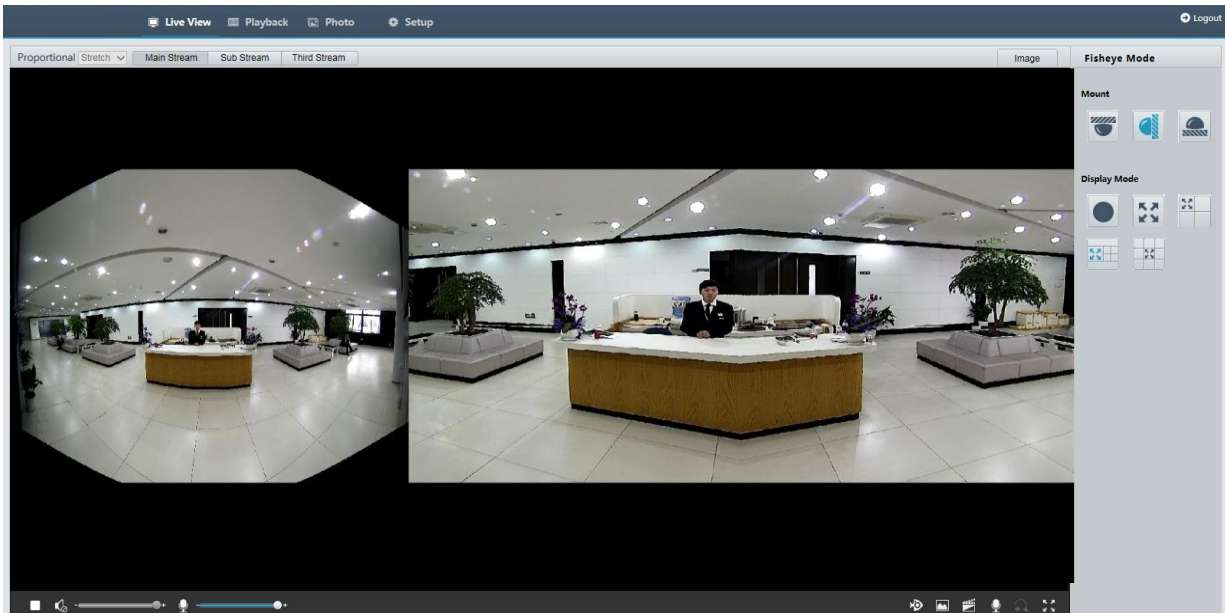 Live View Playback Photo Setup Logout
Proportional Stretch Main Stream Sub Stream Third Stream Image Fisheye Mode
Mount
Display Mode